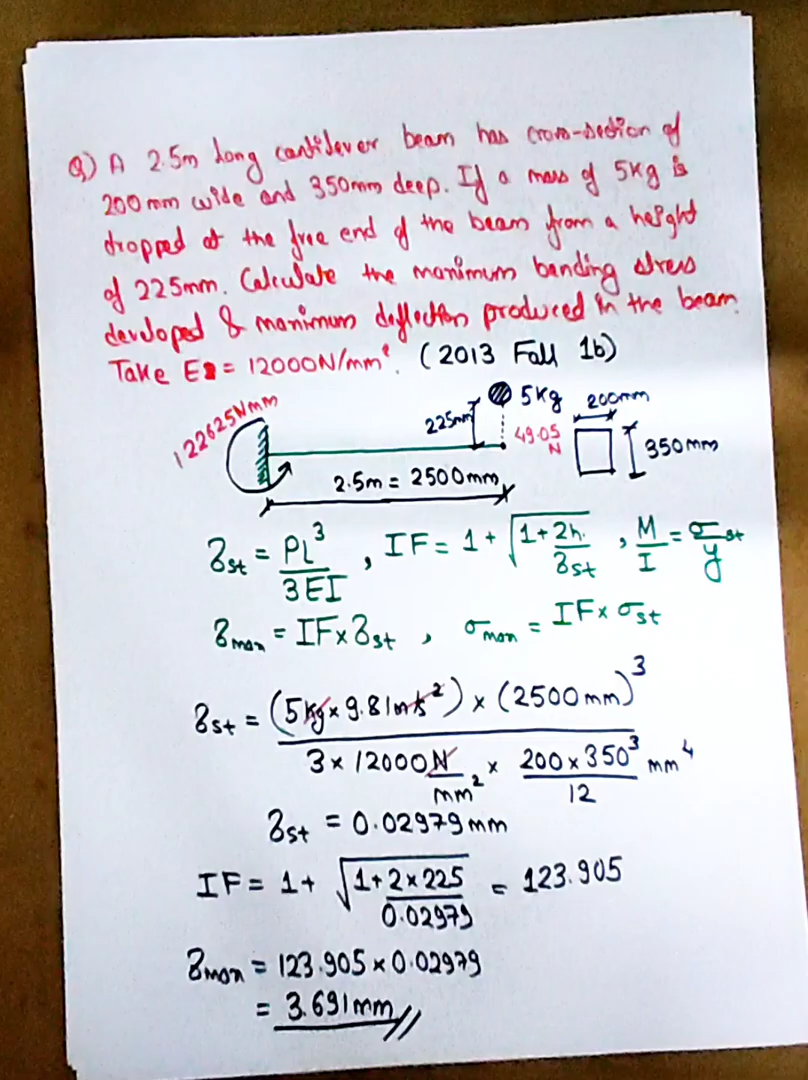 Q) A 2.5m long cantilever beam has cross-section of
200 mm wide and 350mm deep. If a mass of 5Kg is
dropped at the free end of the beam from a height
of 225mm. Calculate the maximum bending stress
developed & maximum deflection produced in the beam.
Take E = 12000N/mm². (2013 Fall 1b)
122625Nmm
225mm
5Kg
49.05
N
200mm
350mm
2.5m = 2500mm
δst = PL³/3EI , IF = 1 + √(1+2h/δst) , M/I = σst/y
δmax = IF x δst , σmax = IF x σst
δst = (5 kg x 9.81m/s²) x (2500mm)³
3 x 12000 N/mm² x 200 x 350³/12 mm⁴
δst = 0.02979mm
IF = 1 + √(1+2 x 225/0.02979) = 123.905
δmax = 123.905 x 0.02979
= 3.691mm //